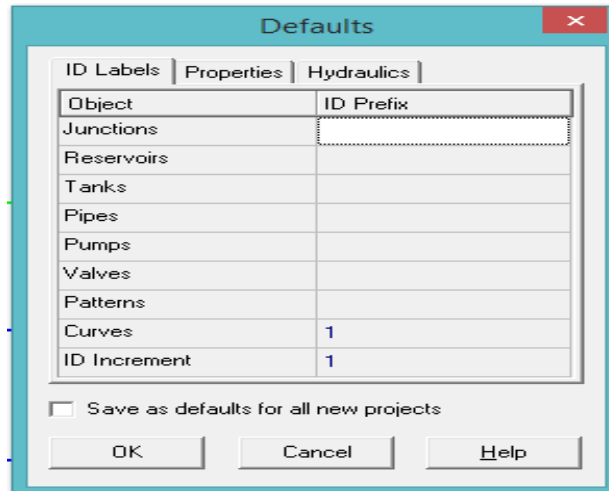 Defaults
ID Labels Properties Hydraulics
Object ID Prefix
Junctions
Reservoirs
Tanks
Pipes
Pumps
Valves
Patterns
Curves 1
ID Increment 1
Save as defaults for all new projects
OK Cancel Help